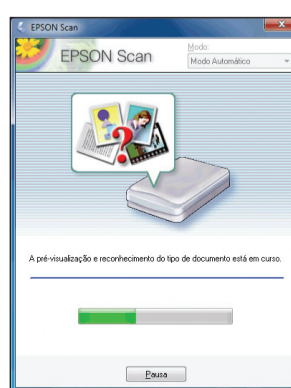 EPSON Scan
EPSON Scan
Modo:
Modo Automático
A pré-visualização e reconhecimento do tipo de documento está em curso.
Pausa